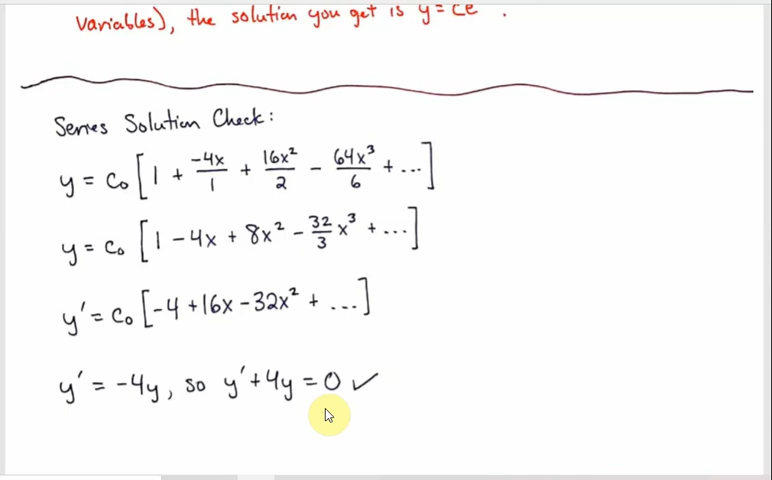 variables), the solution you get is y = ce .
Series Solution Check:
y = c₀ [1 + -4x/1 + 16x²/2 - 64x³/6 + ...]
y = c₀ [1 - 4x + 8x² - 32/3 x³ + ...]
y' = c₀ [-4 + 16x - 32x² + ...]
y' = -4y, so y' + 4y = 0 ✓